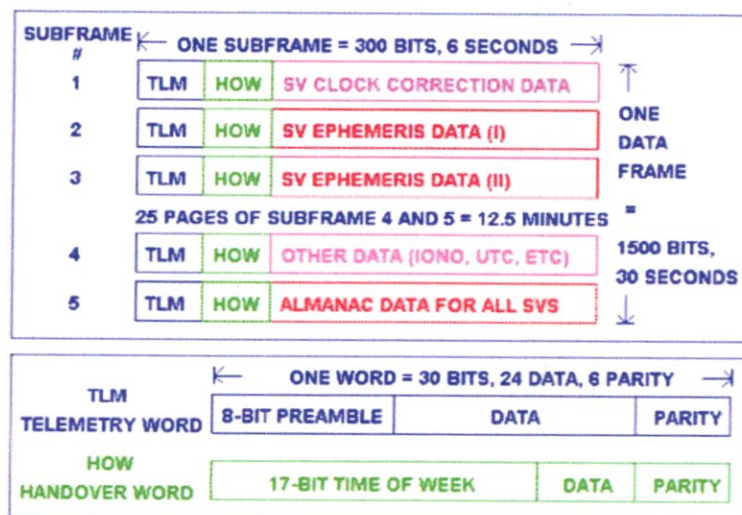 SUBFRAME
#
ONE SUBFRAME = 300 BITS, 6 SECONDS
1 TLM HOW SV CLOCK CORRECTION DATA
2 TLM HOW SV EPHEMERIS DATA (I)
3 TLM HOW SV EPHEMERIS DATA (II)
25 PAGES OF SUBFRAME 4 AND 5 = 12.5 MINUTES
4 TLM HOW OTHER DATA (IONO, UTC, ETC)
5 TLM HOW ALMANAC DATA FOR ALL SVS
ONE
DATA
FRAME
=
1500 BITS,
30 SECONDS
ONE WORD = 30 BITS, 24 DATA, 6 PARITY
TLM
TELEMETRY WORD
8-BIT PREAMBLE DATA PARITY
HOW
HANDOVER WORD
17-BIT TIME OF WEEK DATA PARITY